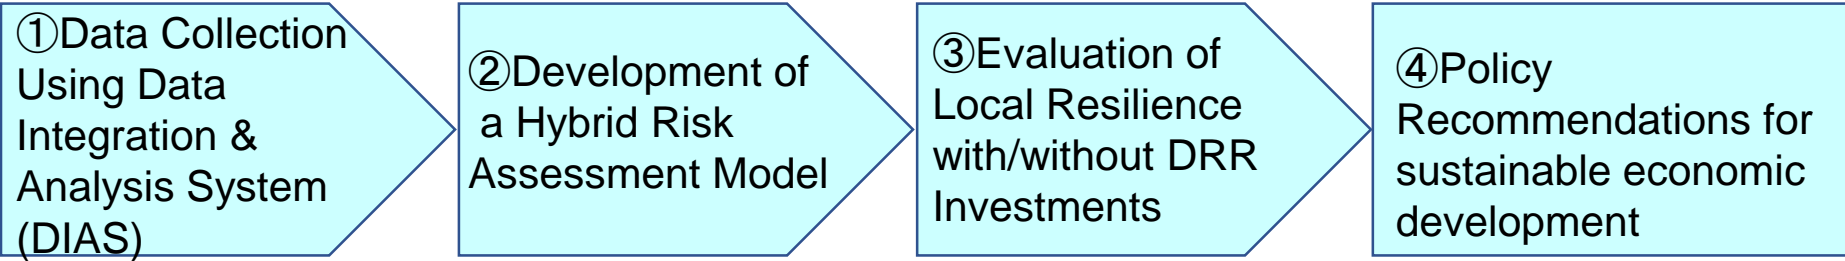 ①Data Collection
Using Data
Integration &
Analysis System
(DIAS)
②Development of
a Hybrid Risk
Assessment Model
③Evaluation of
Local Resilience
with/without DRR
Investments
④Policy
Recommendations for
sustainable economic
development